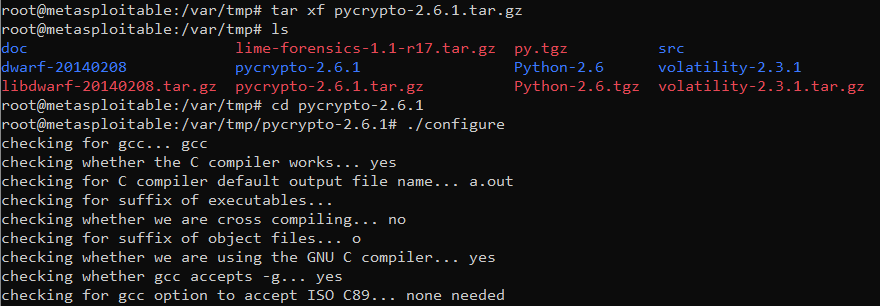 root@metasploitable:/var/tmp# tar xf pycrypto-2.6.1.tar.gz
root@metasploitable:/var/tmp# ls
doc lime-forensics-1.1-r17.tar.gz py.tgz src
dwarf-20140208 pycrypto-2.6.1 Python-2.6 volatility-2.3.1
libdwarf-20140208.tar.gz pycrypto-2.6.1.tar.gz Python-2.6.tgz volatility-2.3.1.tar.gz
root@metasploitable:/var/tmp# cd pycrypto-2.6.1
root@metasploitable:/var/tmp/pycrypto-2.6.1# ./configure
checking for gcc... gcc
checking whether the C compiler works... yes
checking for C compiler default output file name... a.out
checking for suffix of executables...
checking whether we are cross compiling... no
checking for suffix of object files... o
checking whether we are using the GNU C compiler... yes
checking whether gcc accepts -g... yes
checking for gcc option to accept ISO C89... none needed